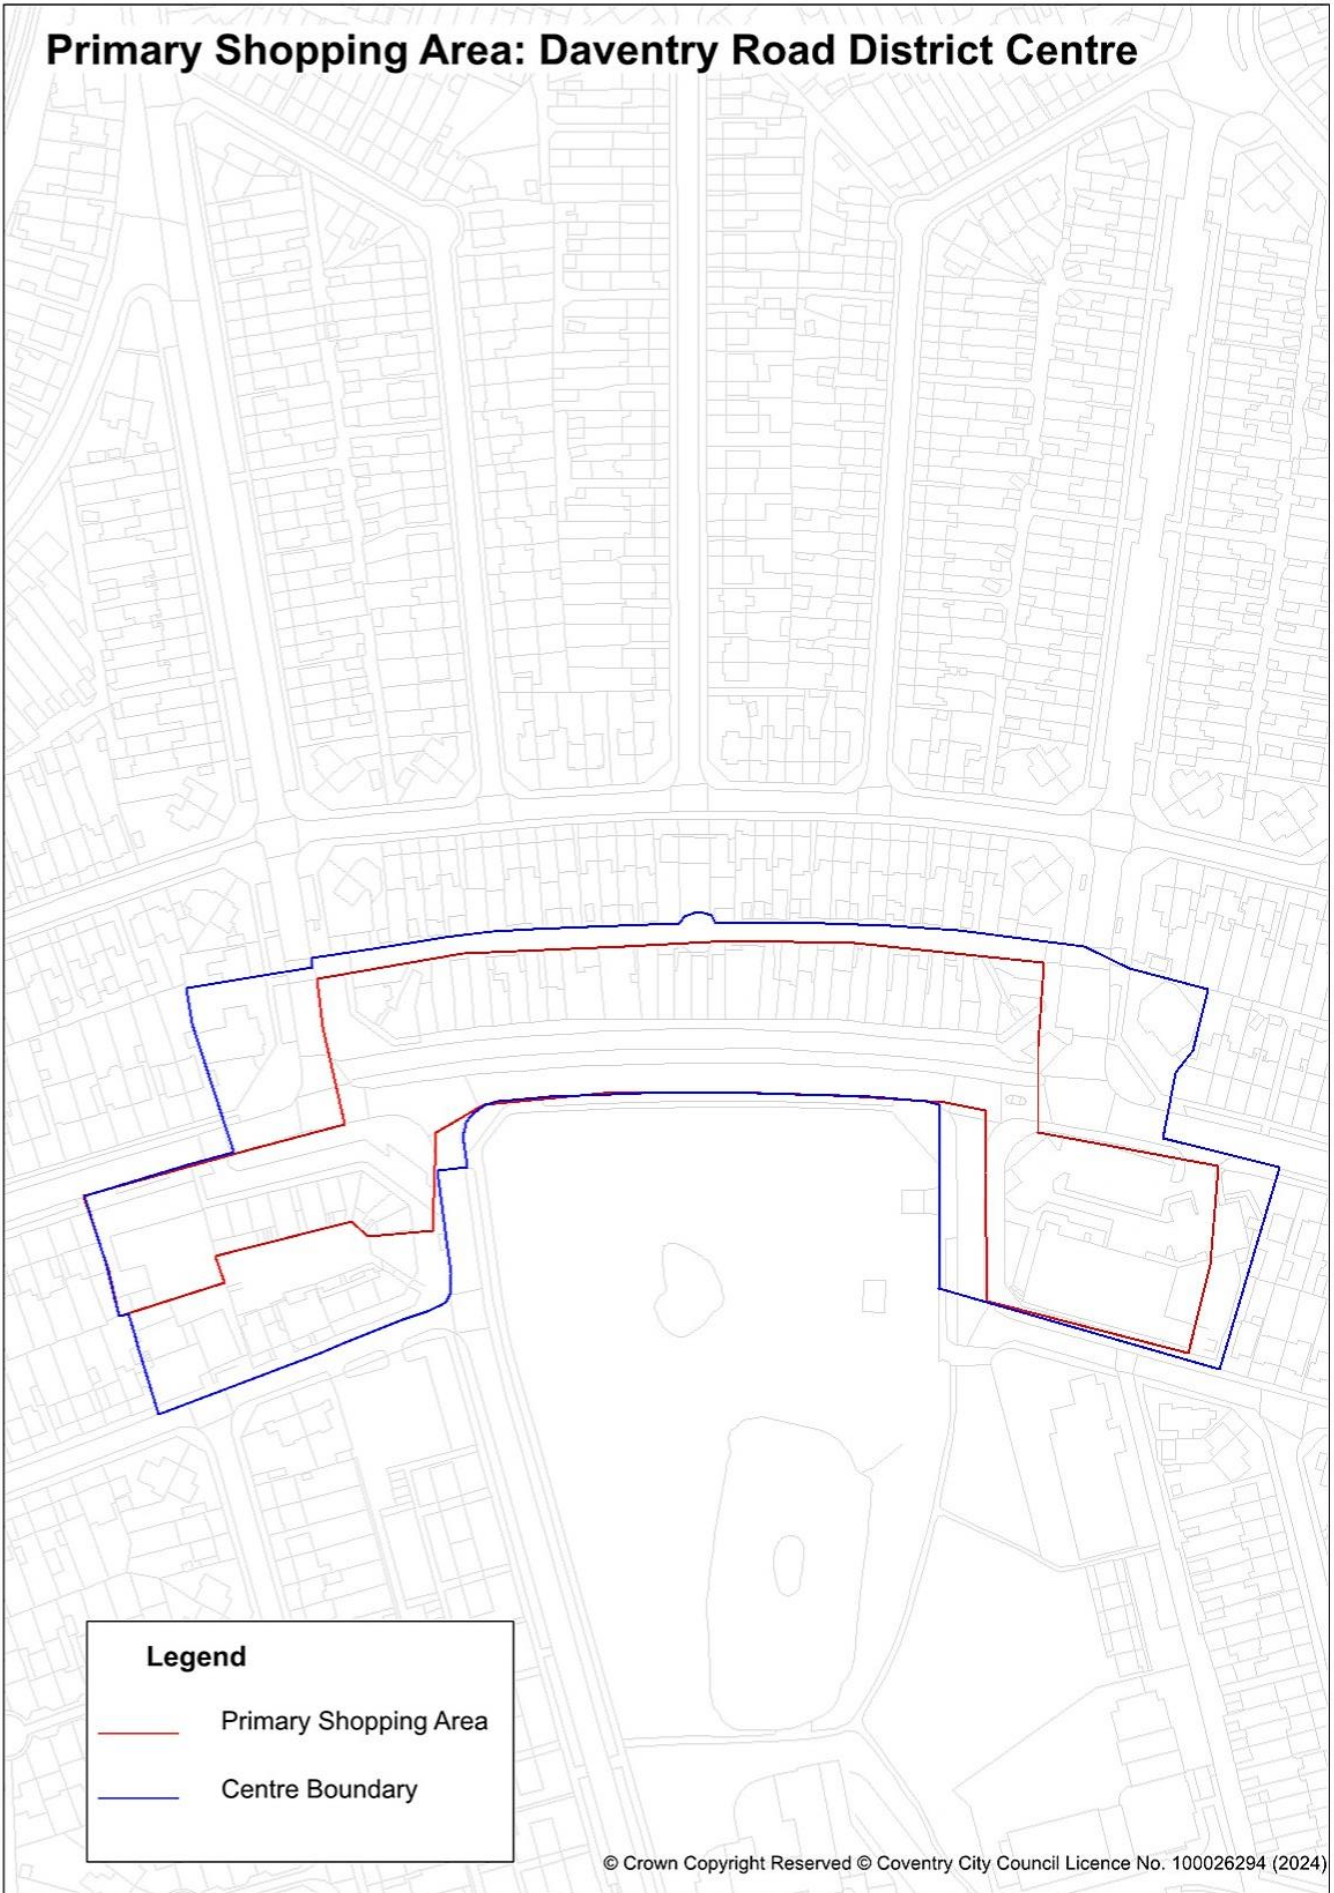 Primary Shopping Area: Daventry Road District Centre
Legend
Primary Shopping Area
Centre Boundary
© Crown Copyright Reserved © Coventry City Council Licence No. 100026294 (2024)